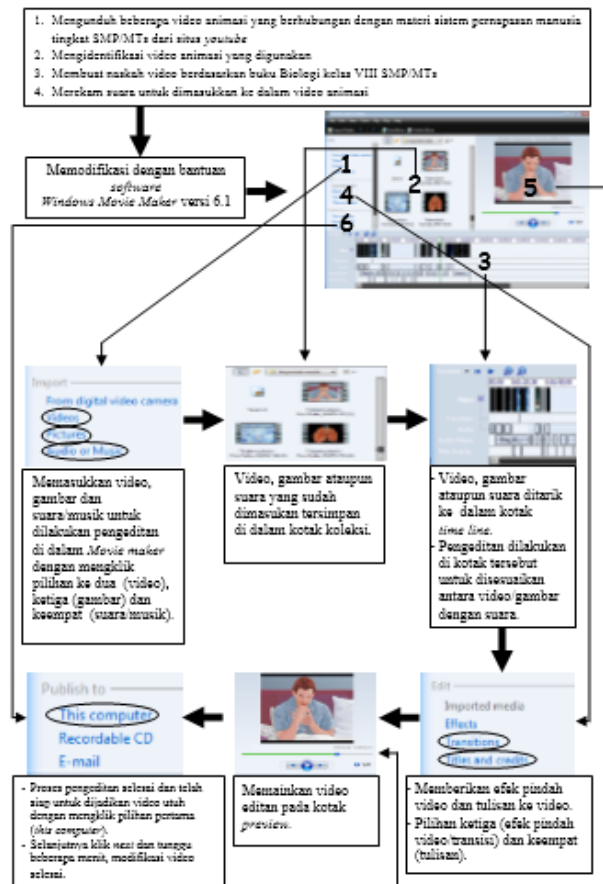 1. Mengunduh beberapa video animasi yang berhubungan dengan materi sistem pernapasan manusia
tingkat SMP/MTs dari situs youtube
2. Mengidentifikasi video animasi yang digunakan
3. Membuat naskah video berdasarkan buku Biologi kelas VIII SMP/MTs
4. Merekam suara untuk dimasukkan ke dalam video animasi
Memodifikasi dengan bantuan
software
Windows Movie Maker versi 6.1
1
2
4
5
6
3
Import
From digital video camera
Videos
Pictures
Audio or Music
Memasukkan video,
gambar dan
suara/musik untuk
dilakukan pengeditan
di dalam Movie maker
dengan mengklik
pilihan ke dua (video),
ketiga (gambar) dan
keempat (suara/musik).
Video, gambar ataupun
suara yang sudah
dimasukan tersimpan
di dalam kotak koleksi.
- Video, gambar
ataupun suara ditarik
ke dalam kotak
time line.
- Pengeditan dilakukan
di kotak tersebut
untuk disesuaikan
antara video/gambar
dengan suara.
Publish to
This computer
Recordable CD
E-mail
- Proses pengeditan selesai dan telah
siap untuk dijadikan video utuh
dengan mengklik pilihan pertama
(this computer).
- Selanjutnya klik next dan tunggu
beberapa menit, modifikasi video
selesai.
Memainkan video
editan pada kotak
preview.
Edit
Imported media
Effects
Transitions
Titles and credits
- Memberikan efek pindah
video dan tulisan ke video.
- Pilihan ketiga (efek pindah
video/transisi) dan keempat
(tulisan).